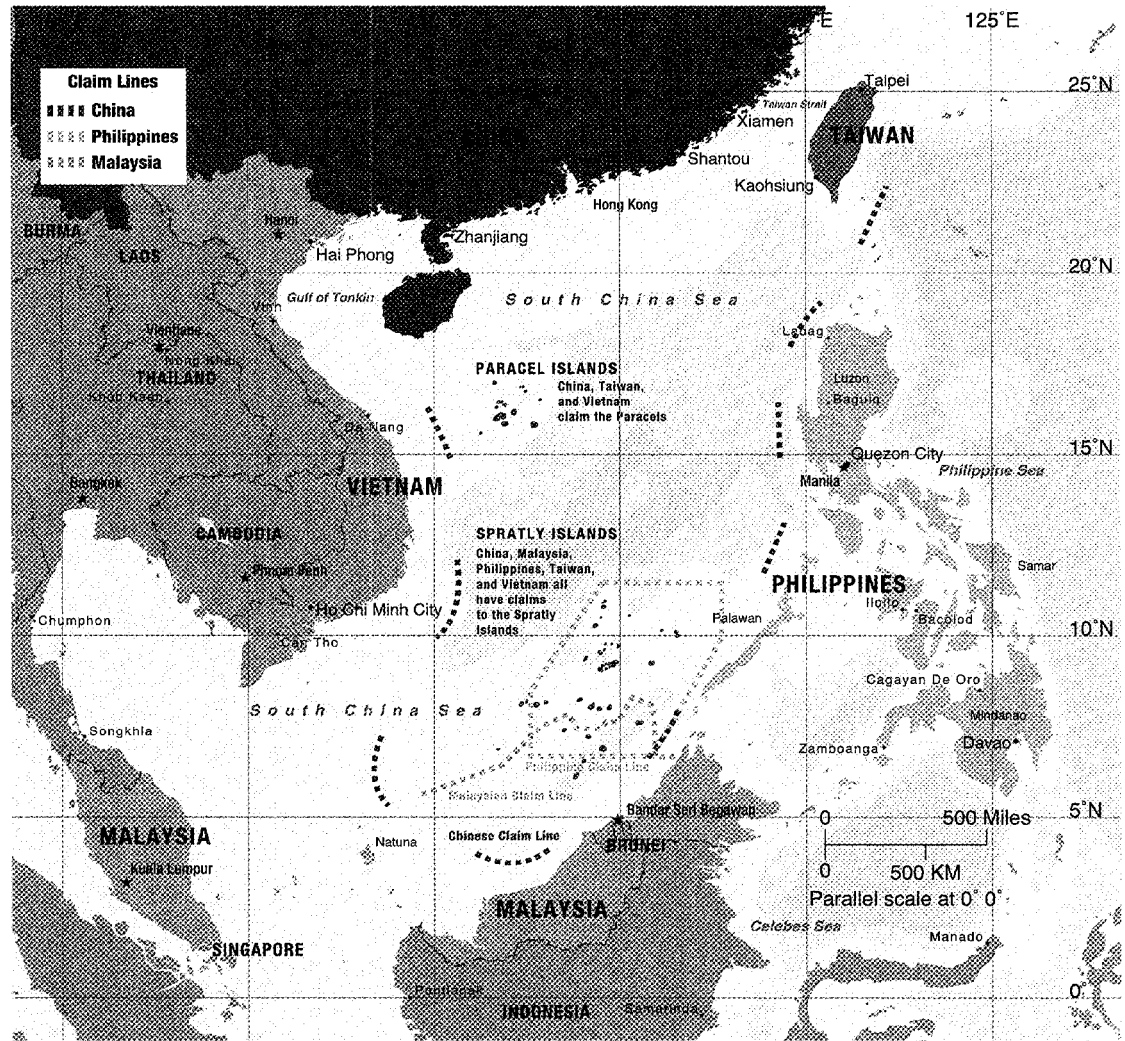 125°E
Taipei
25°N
Claim Lines
China
Philippines
Malaysia
Taiwan Strait
Xiamen
TAIWAN
Shantou
Kaohsiung
Hong Kong
BURMA
Hanoi
Zhanjiang
Hai Phong
LAOS
20°N
Gulf of Tonkin
South China Sea
Vinh
Vientiane
Laoag
Nong Khai
THAILAND
PARACEL ISLANDS
China, Taiwan,
and Vietnam
claim the Paracels
Luzon
Baguio
Khon Kaen
Da Nang
15°N
Quezon City
Philippine Sea
Manila
Bangkok
VIETNAM
CAMBODIA
SPRATLY ISLANDS
China, Malaysia,
Philippines, Taiwan,
and Vietnam all
have claims
to the Spratly
Islands
Phnom Penh
Samar
PHILIPPINES
Ho Chi Minh City
Iloilo
Bacolod
Chumphon
Palawan
10°N
Can Tho
Cagayan De Oro
South China Sea
Mindanao
Songkhla
Zamboanga
Davao
Philippine Claim Line
Malaysian Claim Line
Bandar Seri Begawan
5°N
0 500 Miles
MALAYSIA
Natuna
Chinese Claim Line
BRUNEI
Kuala Lumpur
0 500 KM
Parallel scale at 0° 0°
MALAYSIA
Celebes Sea
Manado
SINGAPORE
0°
Pontianak
INDONESIA
Samarinda